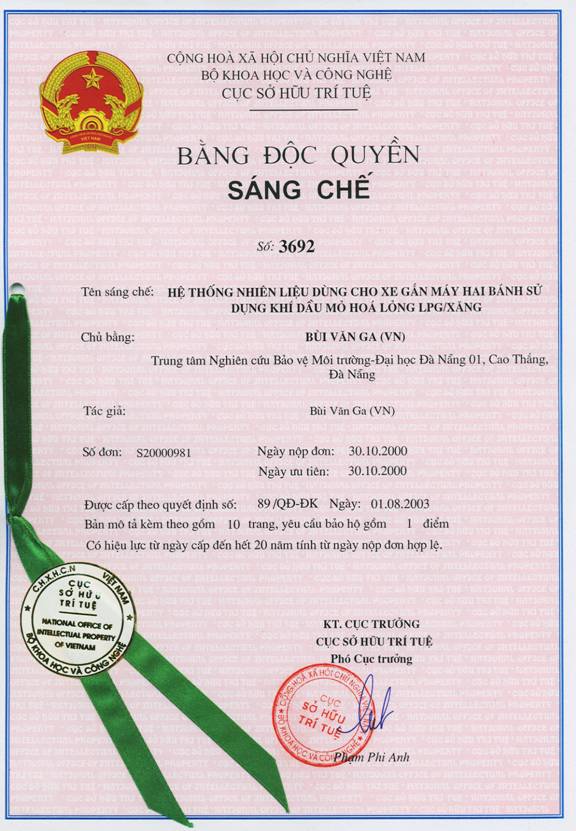 CỘNG HOÀ XÃ HỘI CHỦ NGHĨA VIỆT NAM
BỘ KHOA HỌC VÀ CÔNG NGHỆ
CỤC SỞ HỮU TRÍ TUỆ
VIỆT NAM
BẰNG ĐỘC QUYỀN
SÁNG CHẾ
Số: 3692
Tên sáng chế: HỆ THỐNG NHIÊN LIỆU DÙNG CHO XE GẮN MÁY HAI BÁNH SỬ
DỤNG KHÍ DẦU MỎ HOÁ LỎNG LPG/XĂNG
Chủ bằng: BÙI VĂN GA (VN)
Trung tâm Nghiên cứu Bảo vệ Môi trường-Đại học Đà Nẵng 01, Cao Thắng,
Đà Nẵng
Tác giả: Bùi Văn Ga (VN)
Số đơn: S20000981 Ngày nộp đơn: 30.10.2000
Ngày ưu tiên: 30.10.2000
Được cấp theo quyết định số: 89/QĐ-ĐK Ngày: 01.08.2003
Bản mô tả kèm theo gồm 10 trang, yêu cầu bảo hộ gồm 1 điểm
Có hiệu lực từ ngày cấp đến hết 20 năm tính từ ngày nộp đơn hợp lệ.
C.H.X.H.C.N VIỆT NAM
CỤC
SỞ HỮU
TRÍ TUỆ
NATIONAL OFFICE OF
INTELLECTUAL PROPERTY
OF VIETNAM
BỘ KHOA HỌC VÀ CÔNG NGHỆ
KT. CỤC TRƯỞNG
CỤC SỞ HỮU TRÍ TUỆ
Phó Cục trưởng
CỘNG HOÀ XÃ HỘI CHỦ NGHĨA
CỤC
SỞ HỮU
TRÍ TUỆ
BỘ KHOA HỌC VÀ CÔNG NGHỆ
Phạm Phi Anh